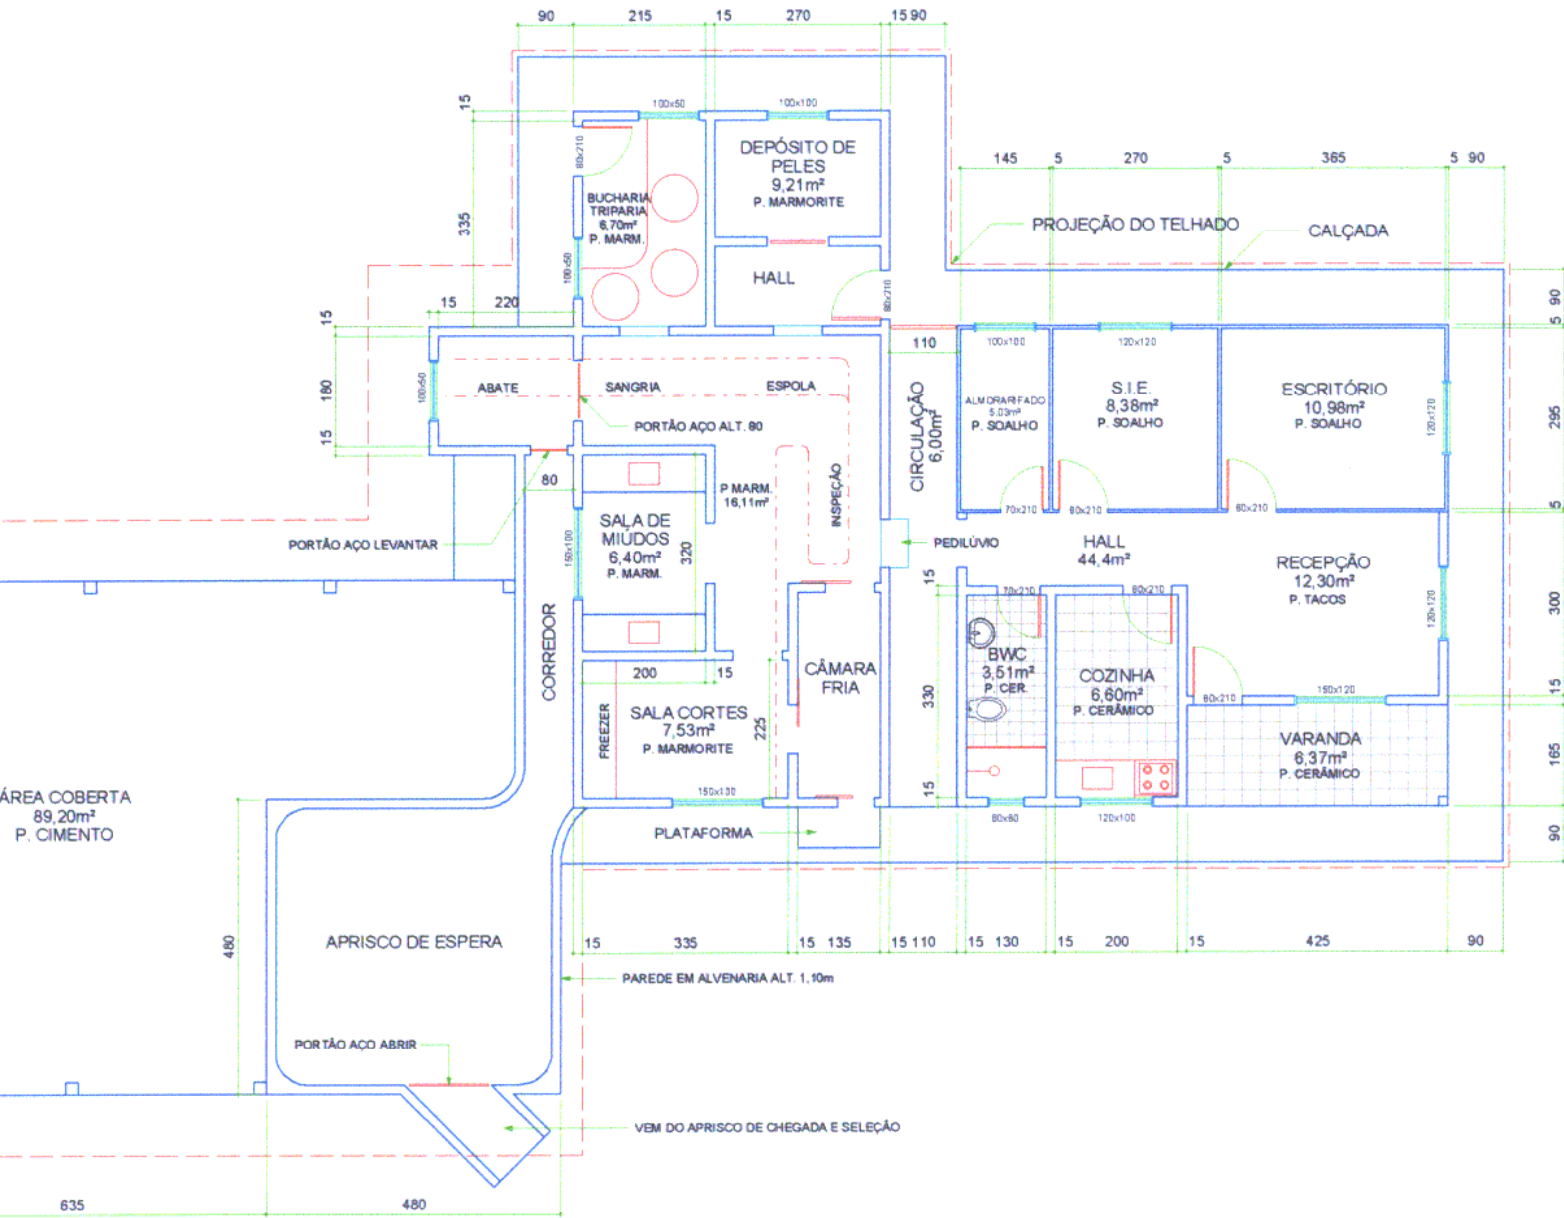 90 215 15 270 15 90
15
335
100x50
100x100
80x210
DEPÓSITO DE
PELES
9,21m²
P. MARMORITE
BUCHARIA
TRIPARIA
6,70m²
P. MARM.
100x50
HALL
80x210
145 5 270 5 365 5 90
PROJEÇÃO DO TELHADO
CALÇADA
15 220
15
180
15
100x50
ABATE
SANGRIA
ESPOLA
PORTÃO AÇO ALT. 80
110
CIRCULAÇÃO
6,00m²
100x100
ALMORARIFADO
5,03m²
P. SOALHO
70x210
120x120
S.I.E.
8,38m²
P. SOALHO
80x210
ESCRITÓRIO
10,98m²
P. SOALHO
120x120
60x210
90
5
295
5
300
15
165
90
80
P MARM.
16,11m²
INSPEÇÃO
SALA DE
MIÚDOS
6,40m²
P. MARM.
320
150x100
PORTÃO AÇO LEVANTAR
PEDILÚVIO
HALL
44,4m²
RECEPÇÃO
12,30m²
P. TACOS
120x120
15
70x210
80x210
CORREDOR
200 15
CÂMARA
FRIA
330
BWC
3,51m²
P. CER.
COZINHA
6,60m²
P. CERÂMICO
80x210
150x120
FREEZER
SALA CORTES
7,53m²
P. MARMORITE
225
150x100
VARANDA
6,37m²
P. CERÂMICO
15
80x80
120x100
ÁREA COBERTA
89,20m²
P. CIMENTO
PLATAFORMA
480
APRISCO DE ESPERA
15 335 15 135 15 110 15 130 15 200 15 425 90
PAREDE EM ALVENARIA ALT. 1,10m
PORTÃO AÇO ABRIR
VEM DO APRISCO DE CHEGADA E SELEÇÃO
635 480